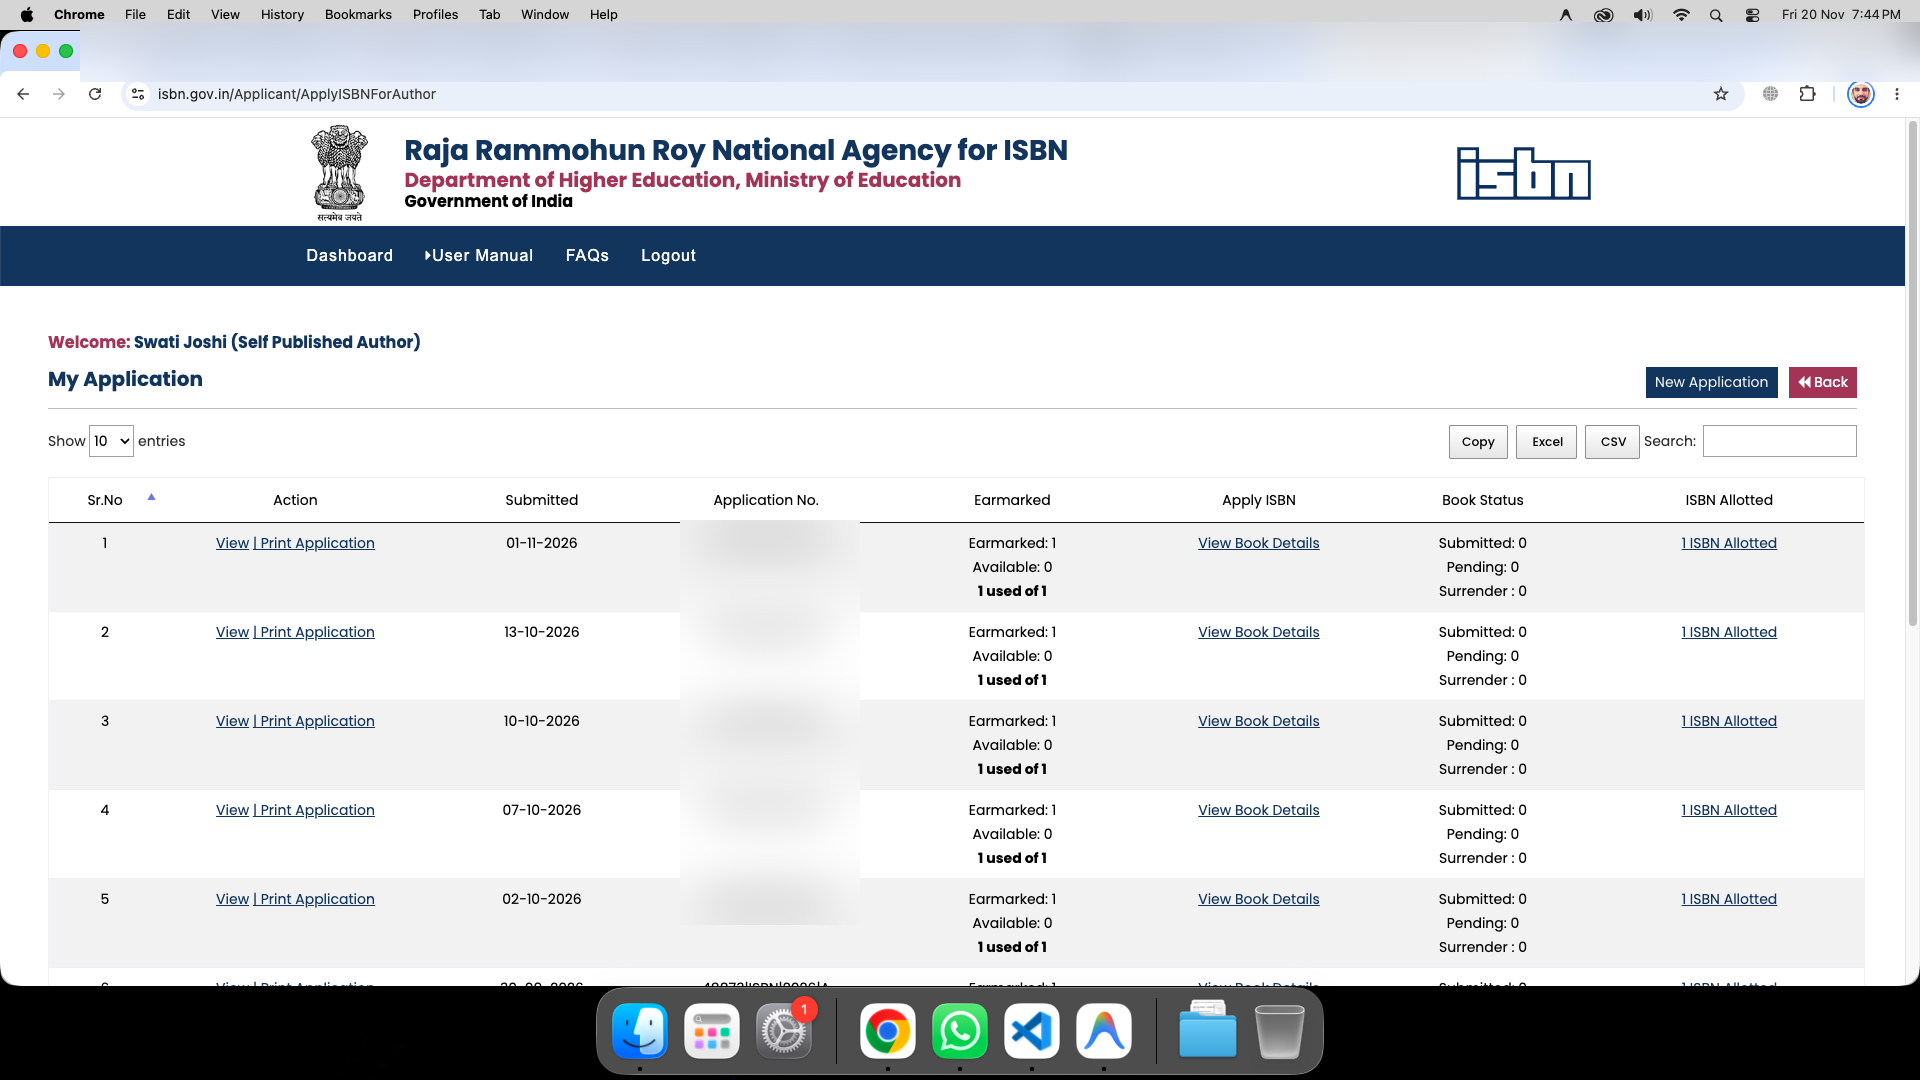 Chrome File Edit View History Bookmarks Profiles Tab Window Help Fri 20 Nov 7:44 PM
isbn.gov.in/Applicant/ApplyISBNForAuthor
सत्यमेव जयते
Raja Rammohun Roy National Agency for ISBN
Department of Higher Education, Ministry of Education
Government of India
isbn
Dashboard User Manual FAQs Logout
Welcome: Swati Joshi (Self Published Author)
My Application
New Application Back
Show 10 entries Copy Excel CSV Search:
Sr.No Action Submitted Application No. Earmarked Apply ISBN Book Status ISBN Allotted
1 View | Print Application 01-11-2026 Earmarked: 1 View Book Details Submitted: 0 1 ISBN Allotted
Available: 0 Pending: 0
1 used of 1 Surrender : 0
2 View | Print Application 13-10-2026 Earmarked: 1 View Book Details Submitted: 0 1 ISBN Allotted
Available: 0 Pending: 0
1 used of 1 Surrender : 0
3 View | Print Application 10-10-2026 Earmarked: 1 View Book Details Submitted: 0 1 ISBN Allotted
Available: 0 Pending: 0
1 used of 1 Surrender : 0
4 View | Print Application 07-10-2026 Earmarked: 1 View Book Details Submitted: 0 1 ISBN Allotted
Available: 0 Pending: 0
1 used of 1 Surrender : 0
5 View | Print Application 02-10-2026 Earmarked: 1 View Book Details Submitted: 0 1 ISBN Allotted
Available: 0 Pending: 0
1 used of 1 Surrender : 0
1